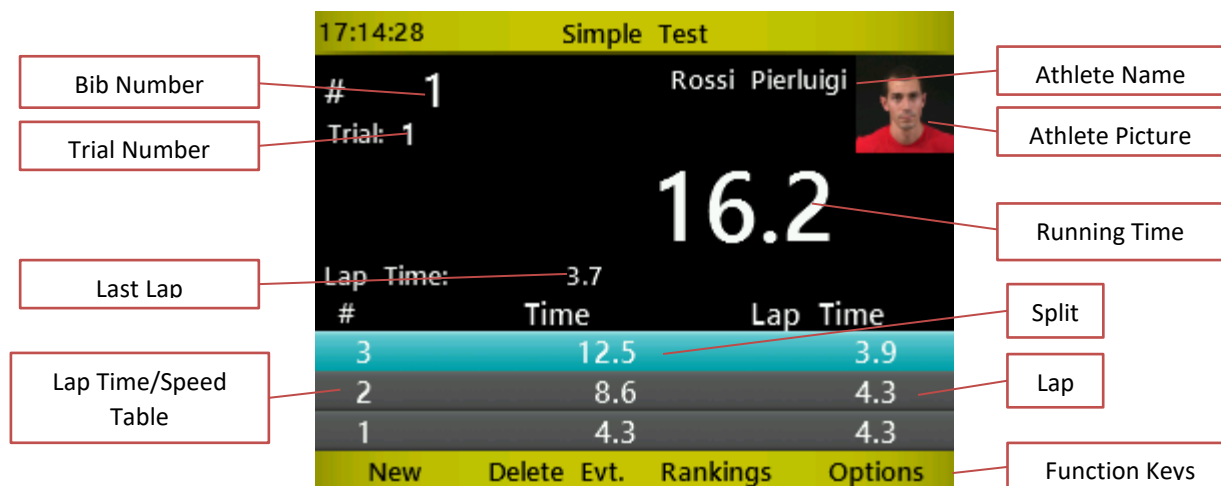 17:14:28 Simple Test
Bib Number
# 1
Rossi Pierluigi
Athlete Name
Trial Number
Trial: 1
Athlete Picture
16.2
Running Time
Last Lap
Lap Time: 3.7
# Time Lap Time
Split
3 12.5 3.9
Lap Time/Speed
Table
2 8.6 4.3
Lap
1 4.3 4.3
New Delete Evt. Rankings Options
Function Keys